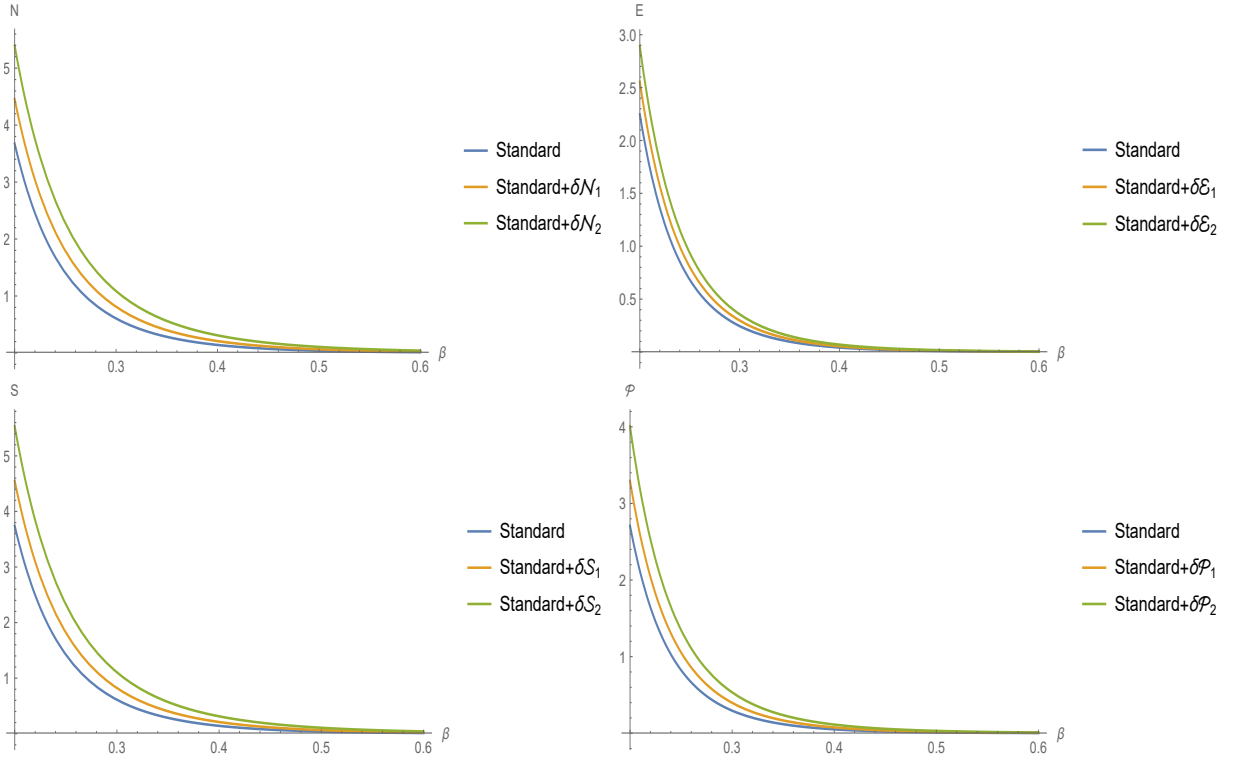 N
5
4
3
2
1
0.3 0.4 0.5 0.6 β
Standard
Standard+δN₁
Standard+δN₂
E
3.0
2.5
2.0
1.5
1.0
0.5
0.3 0.4 0.5 0.6 β
Standard
Standard+δℰ₁
Standard+δℰ₂
S
5
4
3
2
1
0.3 0.4 0.5 0.6 β
Standard
Standard+δS₁
Standard+δS₂
𝒫
4
3
2
1
0.3 0.4 0.5 0.6 β
Standard
Standard+δ𝒫₁
Standard+δ𝒫₂